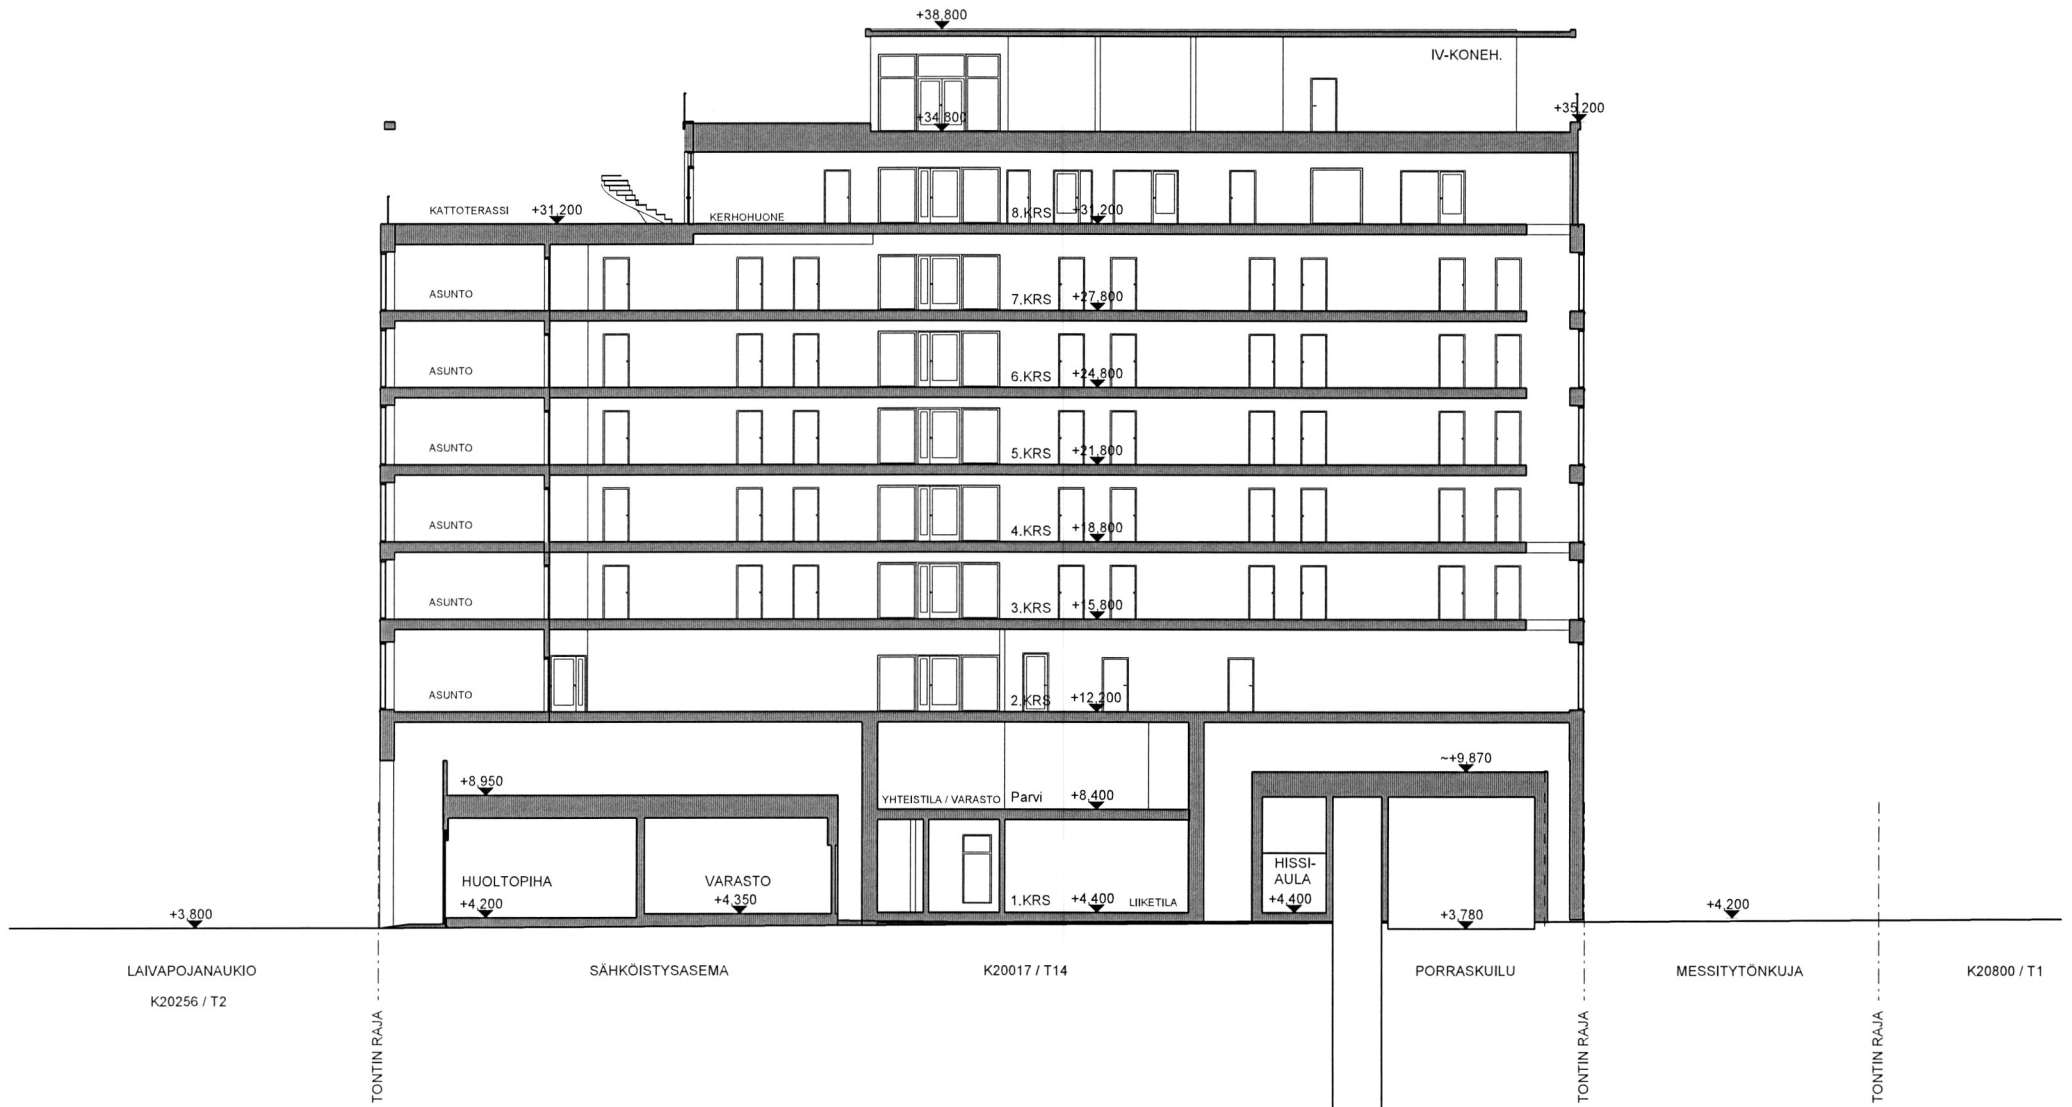 +38,800
IV-KONEH.
+35,200
+34,800
KATTOTERASSI +31,200
KERHOHUONE
8.KRS +31,200
ASUNTO
7.KRS +27,800
ASUNTO
6.KRS +24,800
ASUNTO
5.KRS +21,800
ASUNTO
4.KRS +18,800
ASUNTO
3.KRS +15,800
ASUNTO
2.KRS +12,200
~+9,870
+8,950
YHTEISTILA / VARASTO Parvi +8,400
HUOLTOPIHA
+4,200
VARASTO
+4,350
1.KRS +4,400 LIIKETILA
HISSI-
AULA
+4,400
+3,780
+3,800
+4,200
LAIVAPOJANAUKIO
K20256 / T2
SÄHKÖISTYSASEMA
K20017 / T14
PORRASKUILU
MESSITYTÖNKUJA
K20800 / T1
TONTIN RAJA
TONTIN RAJA
TONTIN RAJA